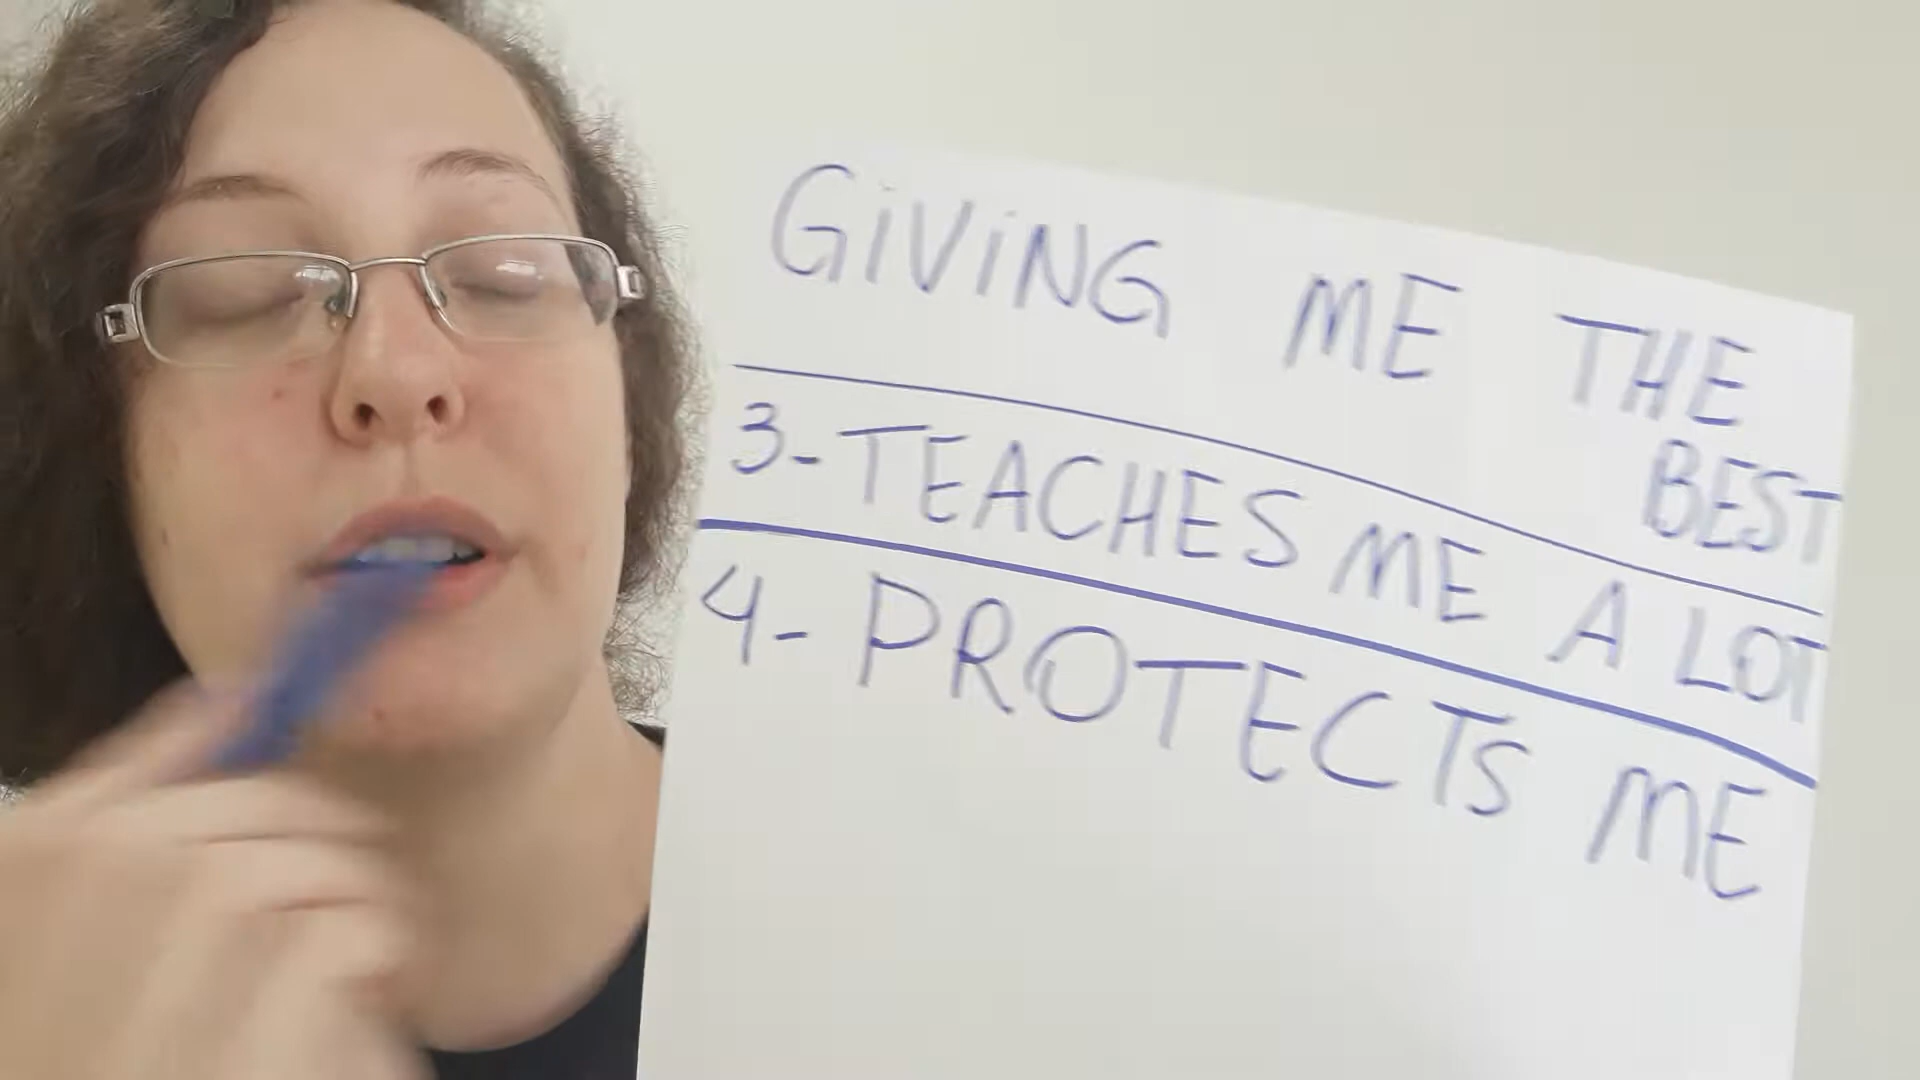 GiViNG ME THE
BEST
3-TEACHES ME A LOT
4- PROTECTS ME